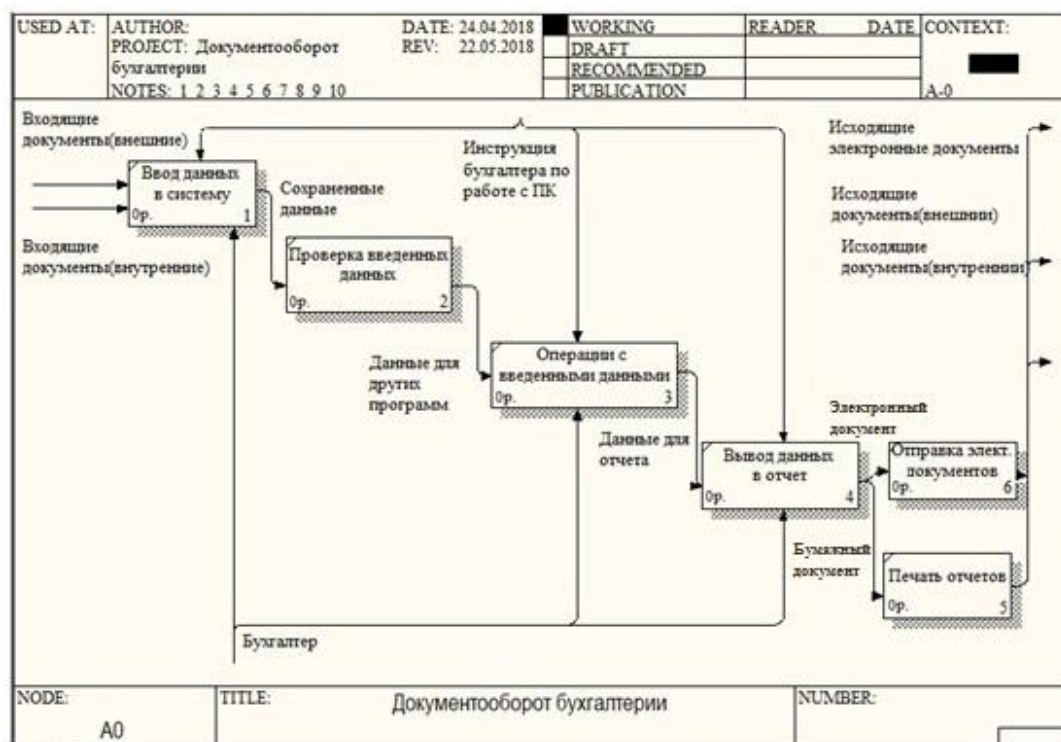 USED AT:
AUTHOR:
DATE: 24.04.2018
PROJECT: Документооборот
REV: 22.05.2018
бухгалтерии
NOTES: 1 2 3 4 5 6 7 8 9 10
WORKING
DRAFT
RECOMMENDED
PUBLICATION
READER
DATE
CONTEXT:
A-0
Входящие
документы(внешние)
Ввод данных
в систему
0р.
1
Входящие
документы(внутренние)
Сохраненные
данные
Проверка введенных
данных
0р.
2
Инструкция
бухгалтера по
работе с ПК
Данные для
других
программ
Операции с
введенными данными
0р.
3
Данные для
отчета
Вывод данных
в отчет
0р.
4
Исходящие
электронные документы
Исходящие
документы(внешнии)
Исходящие
документы(внутреннии)
Электронный
документ
Отправка элект.
документов
0р.
6
Бумажный
документ
Печать отчетов
0р.
5
Бухгалтер
NODE:
A0
TITLE:
Документооборот бухгалтерии
NUMBER: